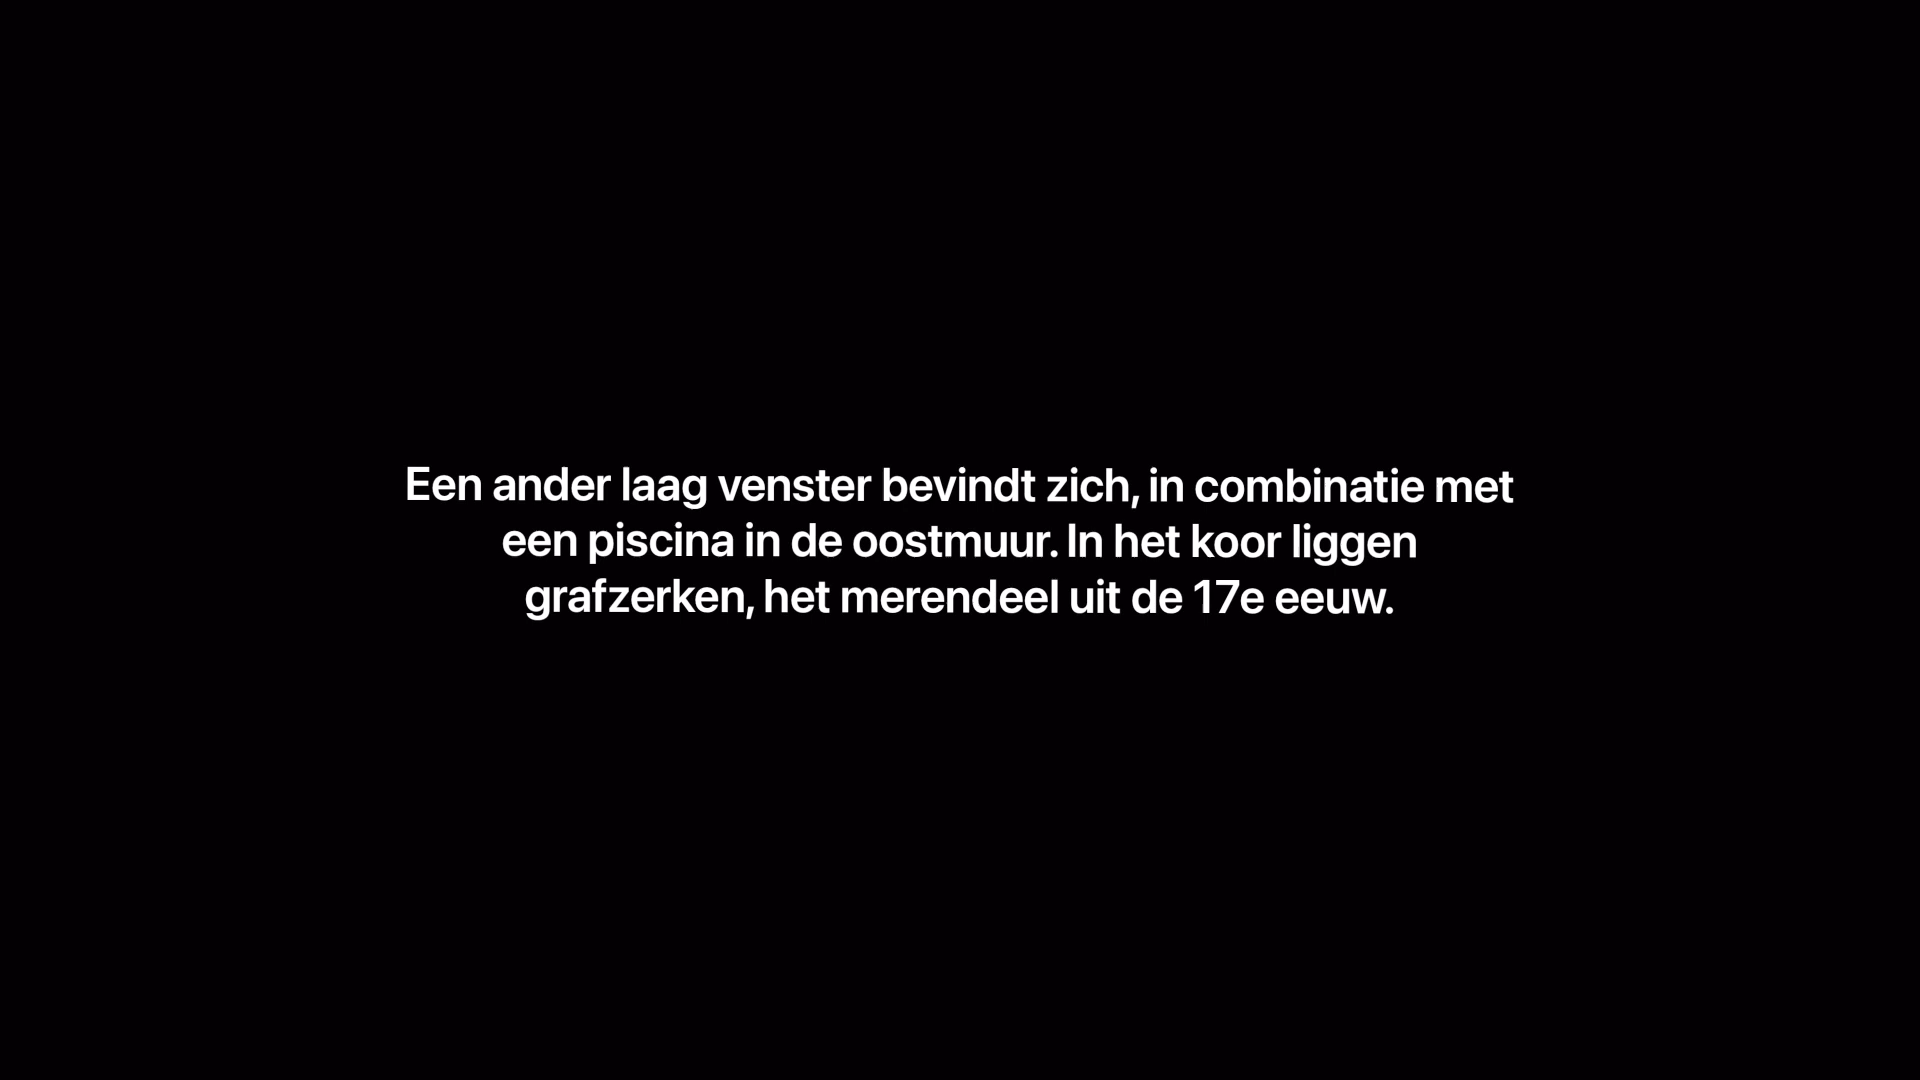 Een ander laag venster bevindt zich, in combinatie met
een piscina in de oostmuur. In het koor liggen
grafzerken, het merendeel uit de 17e eeuw.